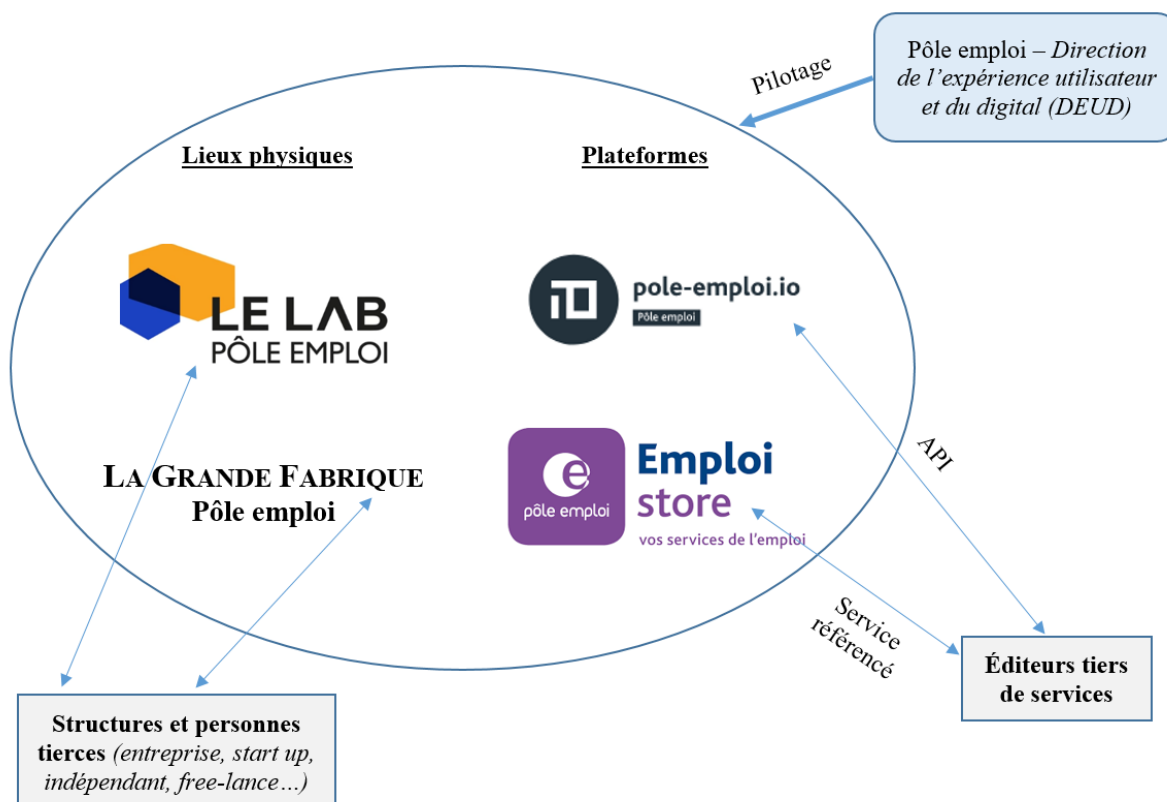 Pôle emploi – Direction
de l’expérience utilisateur
et du digital (DEUD)
Pilotage
Lieux physiques
Plateformes
LE LAB
PÔLE EMPLOI
pole-emploi.io
Pôle emploi
LA GRANDE FABRIQUE
Pôle emploi
pôle emploi
Emploi
store
vos services de l'emploi
API
Service
référencé
Éditeurs tiers
de services
Structures et personnes
tierces (entreprise, start up,
indépendant, free-lance…)